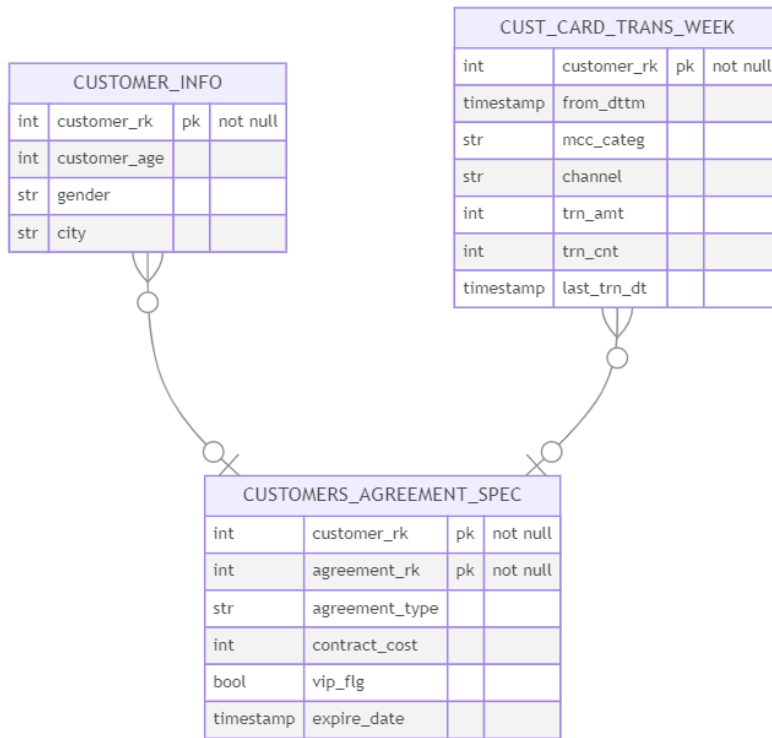 CUSTOMER_INFO
int customer_rk pk not null
int customer_age
str gender
str city
CUST_CARD_TRANS_WEEK
int customer_rk pk not null
timestamp from_dttm
str mcc_categ
str channel
int trn_amt
int trn_cnt
timestamp last_trn_dt
CUSTOMERS_AGREEMENT_SPEC
int customer_rk pk not null
int agreement_rk pk not null
str agreement_type
int contract_cost
bool vip_flg
timestamp expire_date